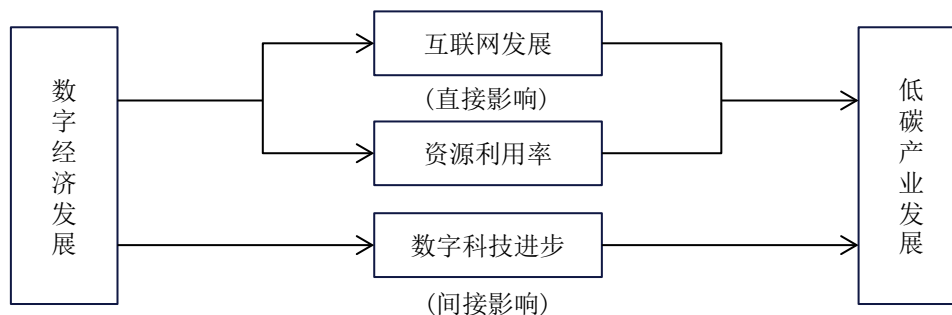 数字经济发展
互联网发展
(直接影响)
资源利用率
数字科技进步
(间接影响)
低碳产业发展